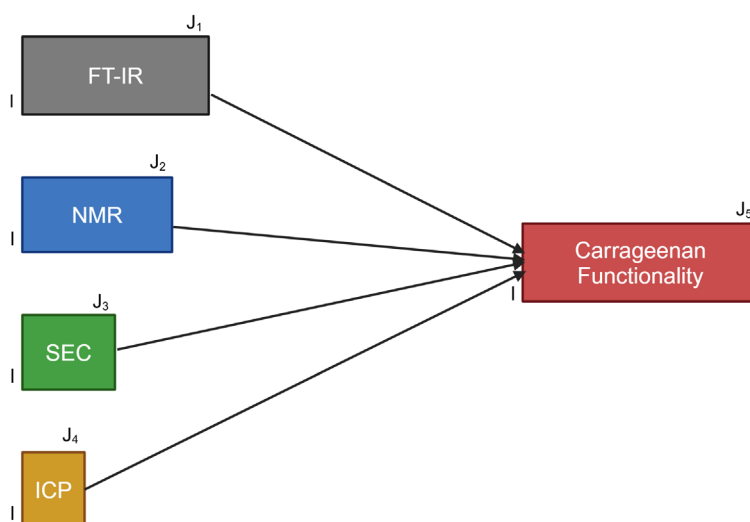 J₁
FT-IR
I
J₂
NMR
I
J₃
SEC
I
J₄
ICP
I
J₅
Carrageenan
Functionality
I